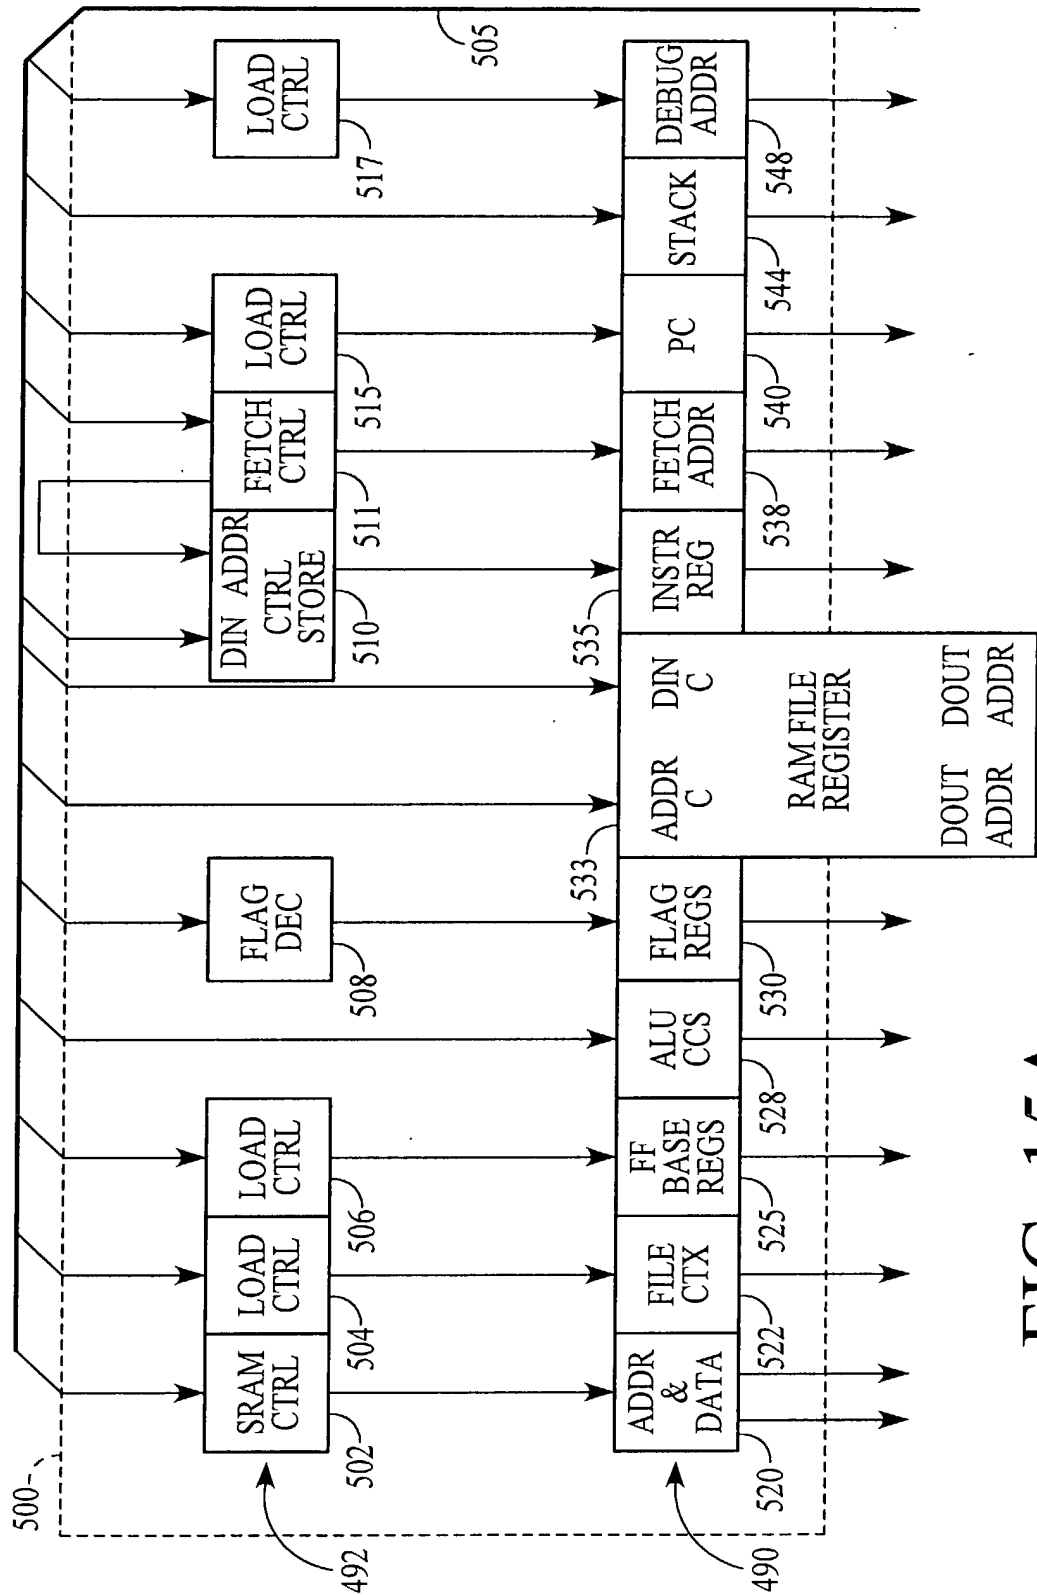 500
SRAM
CTRL
LOAD
CTRL
LOAD
CTRL
FLAG
DEC
DIN ADDR
CTRL
STORE
FETCH
CTRL
LOAD
CTRL
LOAD
CTRL
492
502
504
506
508
510
511
515
517
505
533
535
ADDR
&
DATA
FILE
CTX
FF
BASE
REGS
ALU
CCS
FLAG
REGS
ADDR
C
DIN
C
RAM FILE
REGISTER
DOUT
ADDR
DOUT
ADDR
INSTR
REG
FETCH
ADDR
PC
STACK
DEBUG
ADDR
490
520
522
525
528
530
538
540
544
548
FIG. 15A